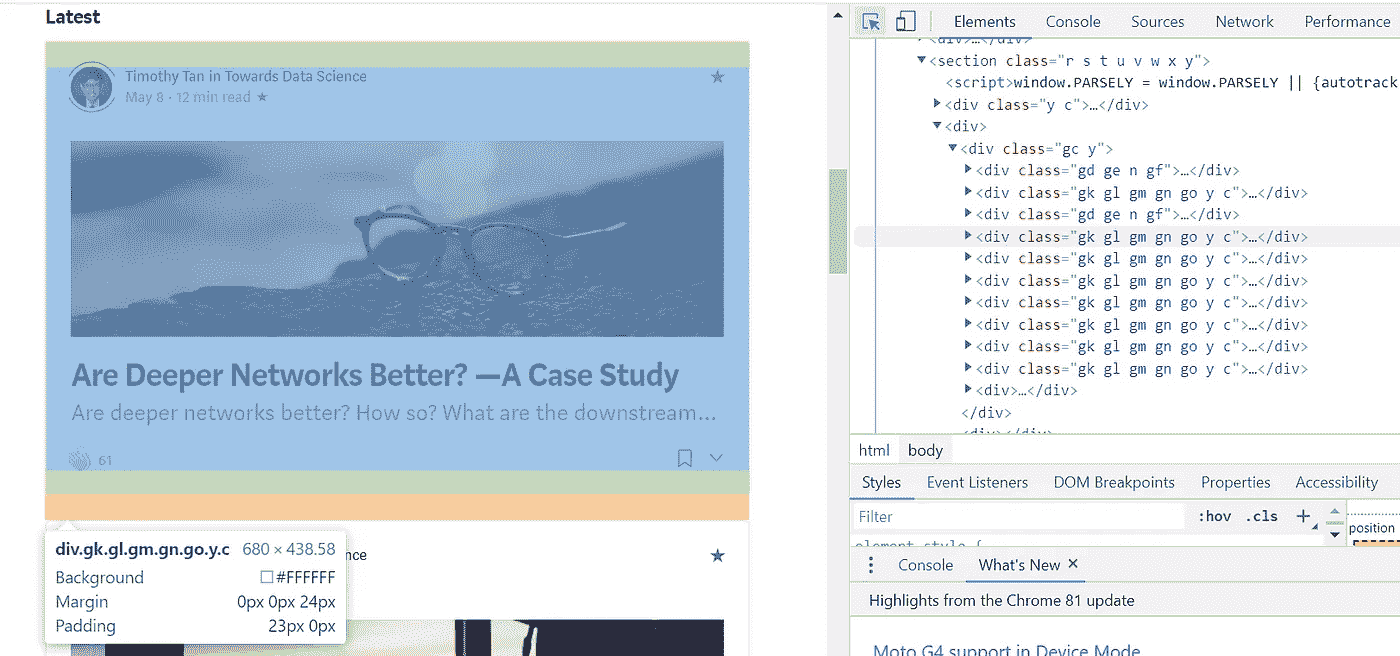 Latest
Timothy Tan in Towards Data Science
May 8 · 12 min read ★
Are Deeper Networks Better? —A Case Study
Are deeper networks better? How so? What are the downstream…
61
div.gk.gl.gm.gn.go.y.c 680 × 438.58
Background #FFFFFF
Margin 0px 0px 24px
Padding 23px 0px
nce
Elements Console Sources Network Performance
<div>…</div>
▼<section class="r s t u v w x y">
<script>window.PARSELY = window.PARSELY || {autotrack
▶<div class="y c">…</div>
▼<div>
▼<div class="gc y">
▶<div class="gd ge n gf">…</div>
▶<div class="gk gl gm gn go y c">…</div>
▶<div class="gd ge n gf">…</div>
▶<div class="gk gl gm gn go y c">…</div>
▶<div class="gk gl gm gn go y c">…</div>
▶<div class="gk gl gm gn go y c">…</div>
▶<div class="gk gl gm gn go y c">…</div>
▶<div class="gk gl gm gn go y c">…</div>
▶<div class="gk gl gm gn go y c">…</div>
▶<div class="gk gl gm gn go y c">…</div>
▶<div>…</div>
</div>
<div></div>
html body
Styles Event Listeners DOM Breakpoints Properties Accessibility
Filter :hov .cls +
position
element.style {
Console What's New ×
Highlights from the Chrome 81 update
Moto G4 support in Device Mode